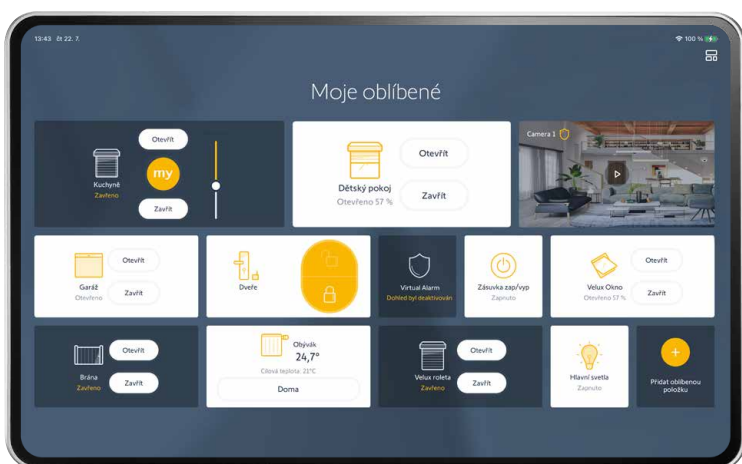 13:43 čt 22. 7.
100 %
Moje oblíbené
Kuchyně
Zavřeno
Otevřít
my
Zavřít
Dětský pokoj
Otevřeno 57 %
Otevřít
Zavřít
Camera 1
Garáž
Otevřeno
Otevřít
Zavřít
Dveře
Virtual Alarm
Dohled byl deaktivován
Zásuvka zap/vyp
Zapnuto
Velux Okno
Otevřeno 57 %
Otevřít
Zavřít
Brána
Zavřeno
Otevřít
Zavřít
Obývák
24,7°
Cílová teplota 21°C
Doma
Velux roleta
Zavřeno
Otevřít
Zavřít
Hlavní svetla
Zapnuto
Přidat oblíbenou
položku